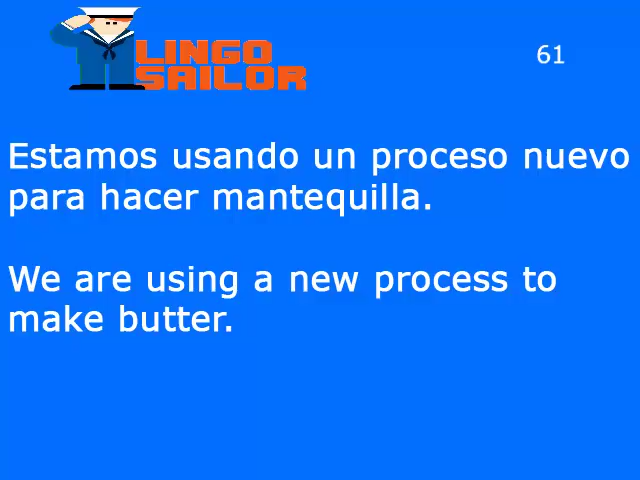 LINGO
SAILOR
61
Estamos usando un proceso nuevo
para hacer mantequilla.
We are using a new process to
make butter.